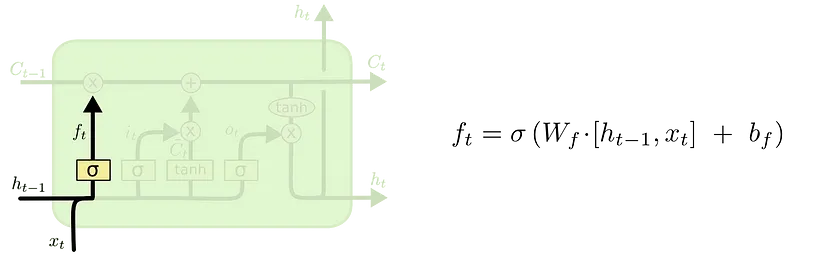 h_t
C_{t-1} × + C_t
tanh
f_t i_t × o_t ×
C̃_t
σ σ tanh σ
h_{t-1} h_t
x_t
f_t = σ (W_f · [h_{t-1}, x_t] + b_f)